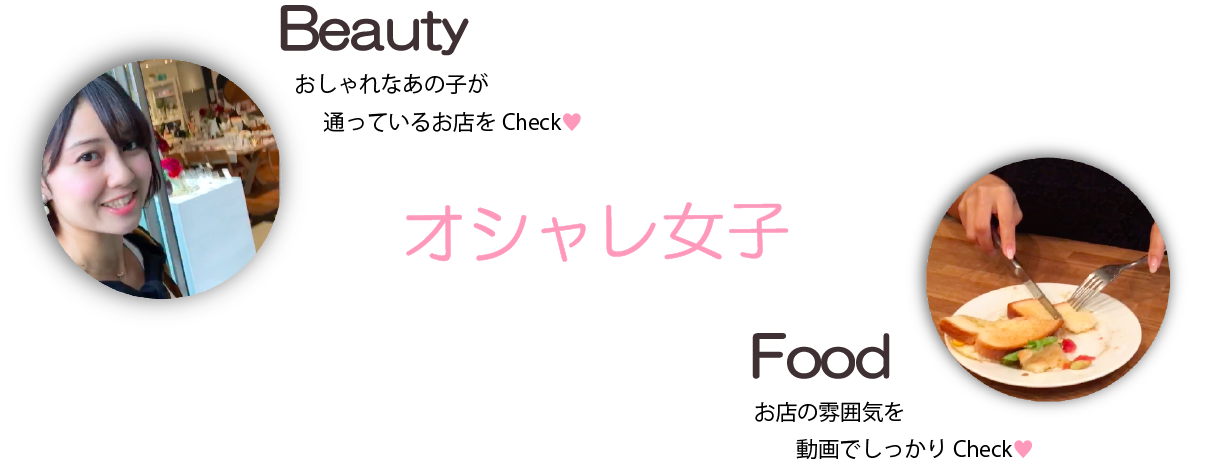 Beauty
おしゃれなあの子が
通っているお店を Check♥
オシャレ女子
Food
お店の雰囲気を
動画でしっかり Check♥